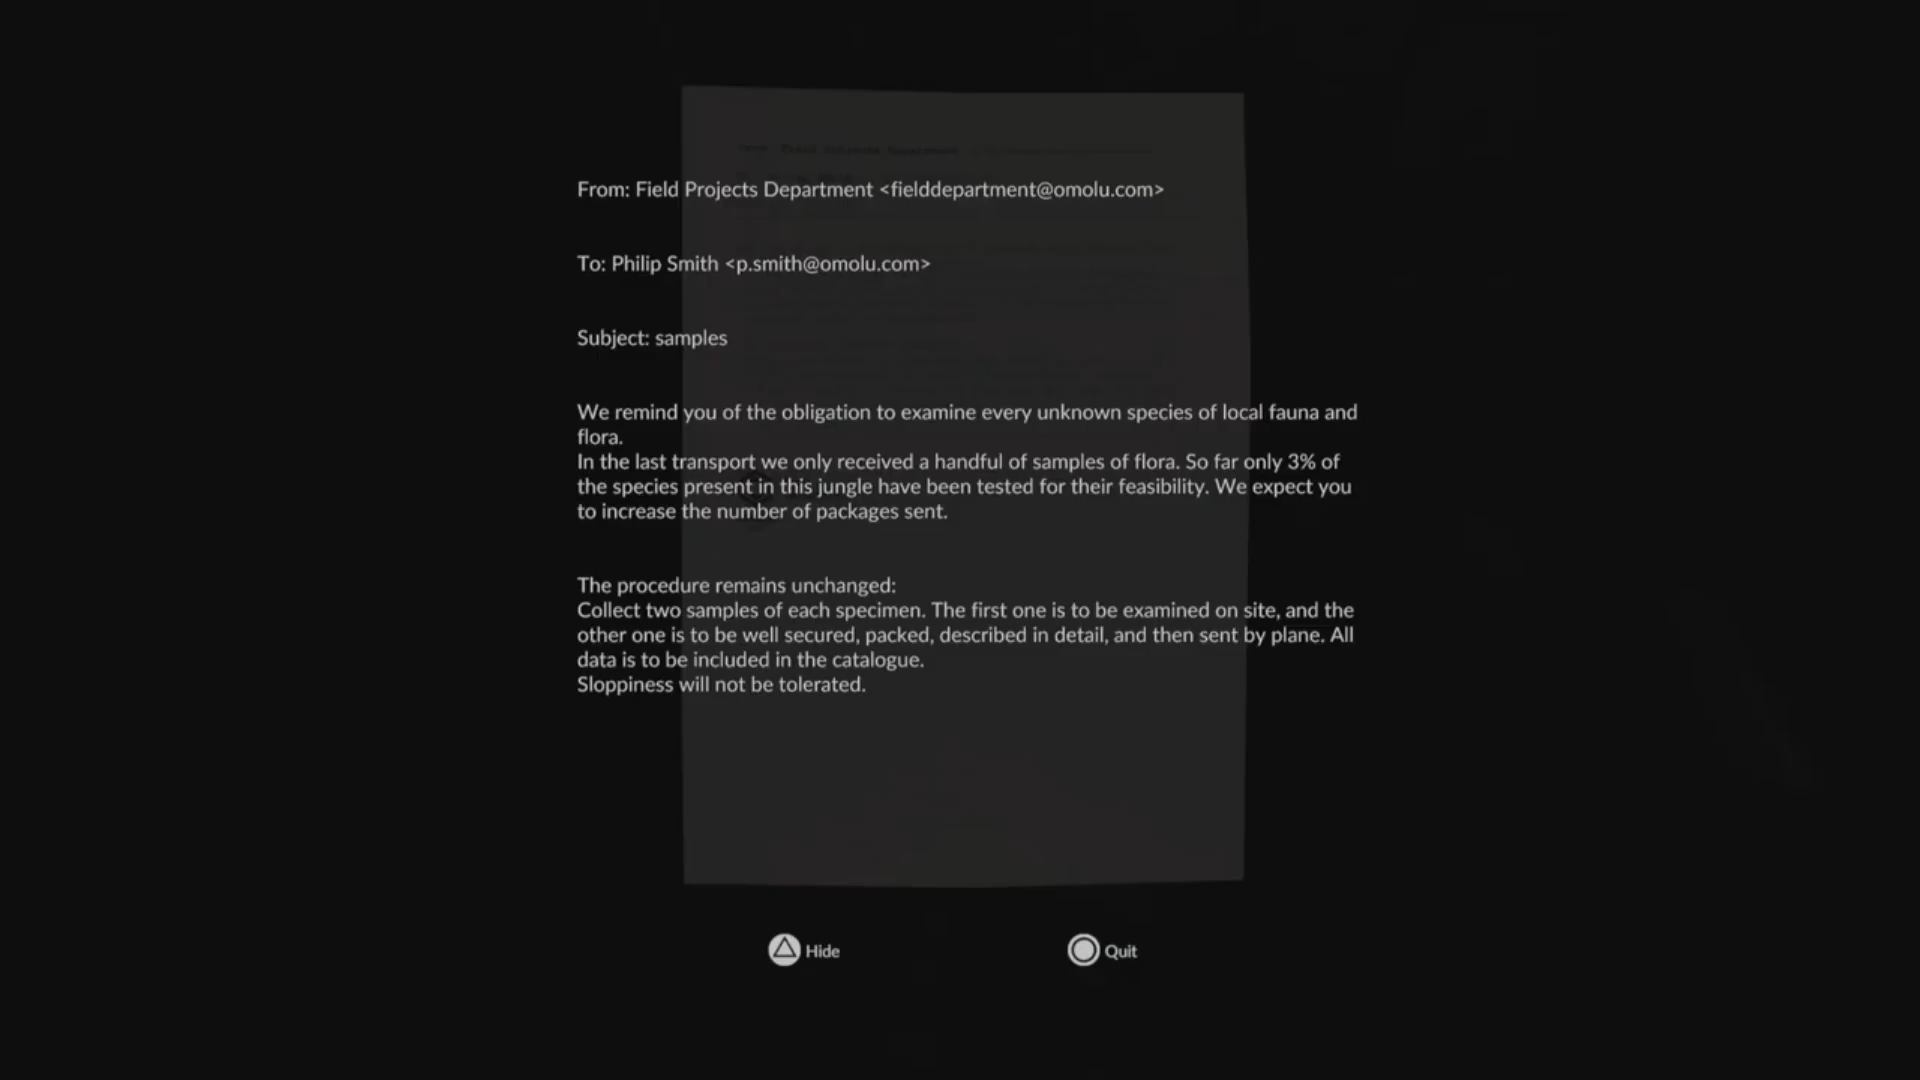 From: Field Projects Department <fielddepartment@omolu.com>
To: Philip Smith <p.smith@omolu.com>
Subject: samples
We remind you of the obligation to examine every unknown species of local fauna and
flora.
In the last transport we only received a handful of samples of flora. So far only 3% of
the species present in this jungle have been tested for their feasibility. We expect you
to increase the number of packages sent.
The procedure remains unchanged:
Collect two samples of each specimen. The first one is to be examined on site, and the
other one is to be well secured, packed, described in detail, and then sent by plane. All
data is to be included in the catalogue.
Sloppiness will not be tolerated.
Hide
Quit